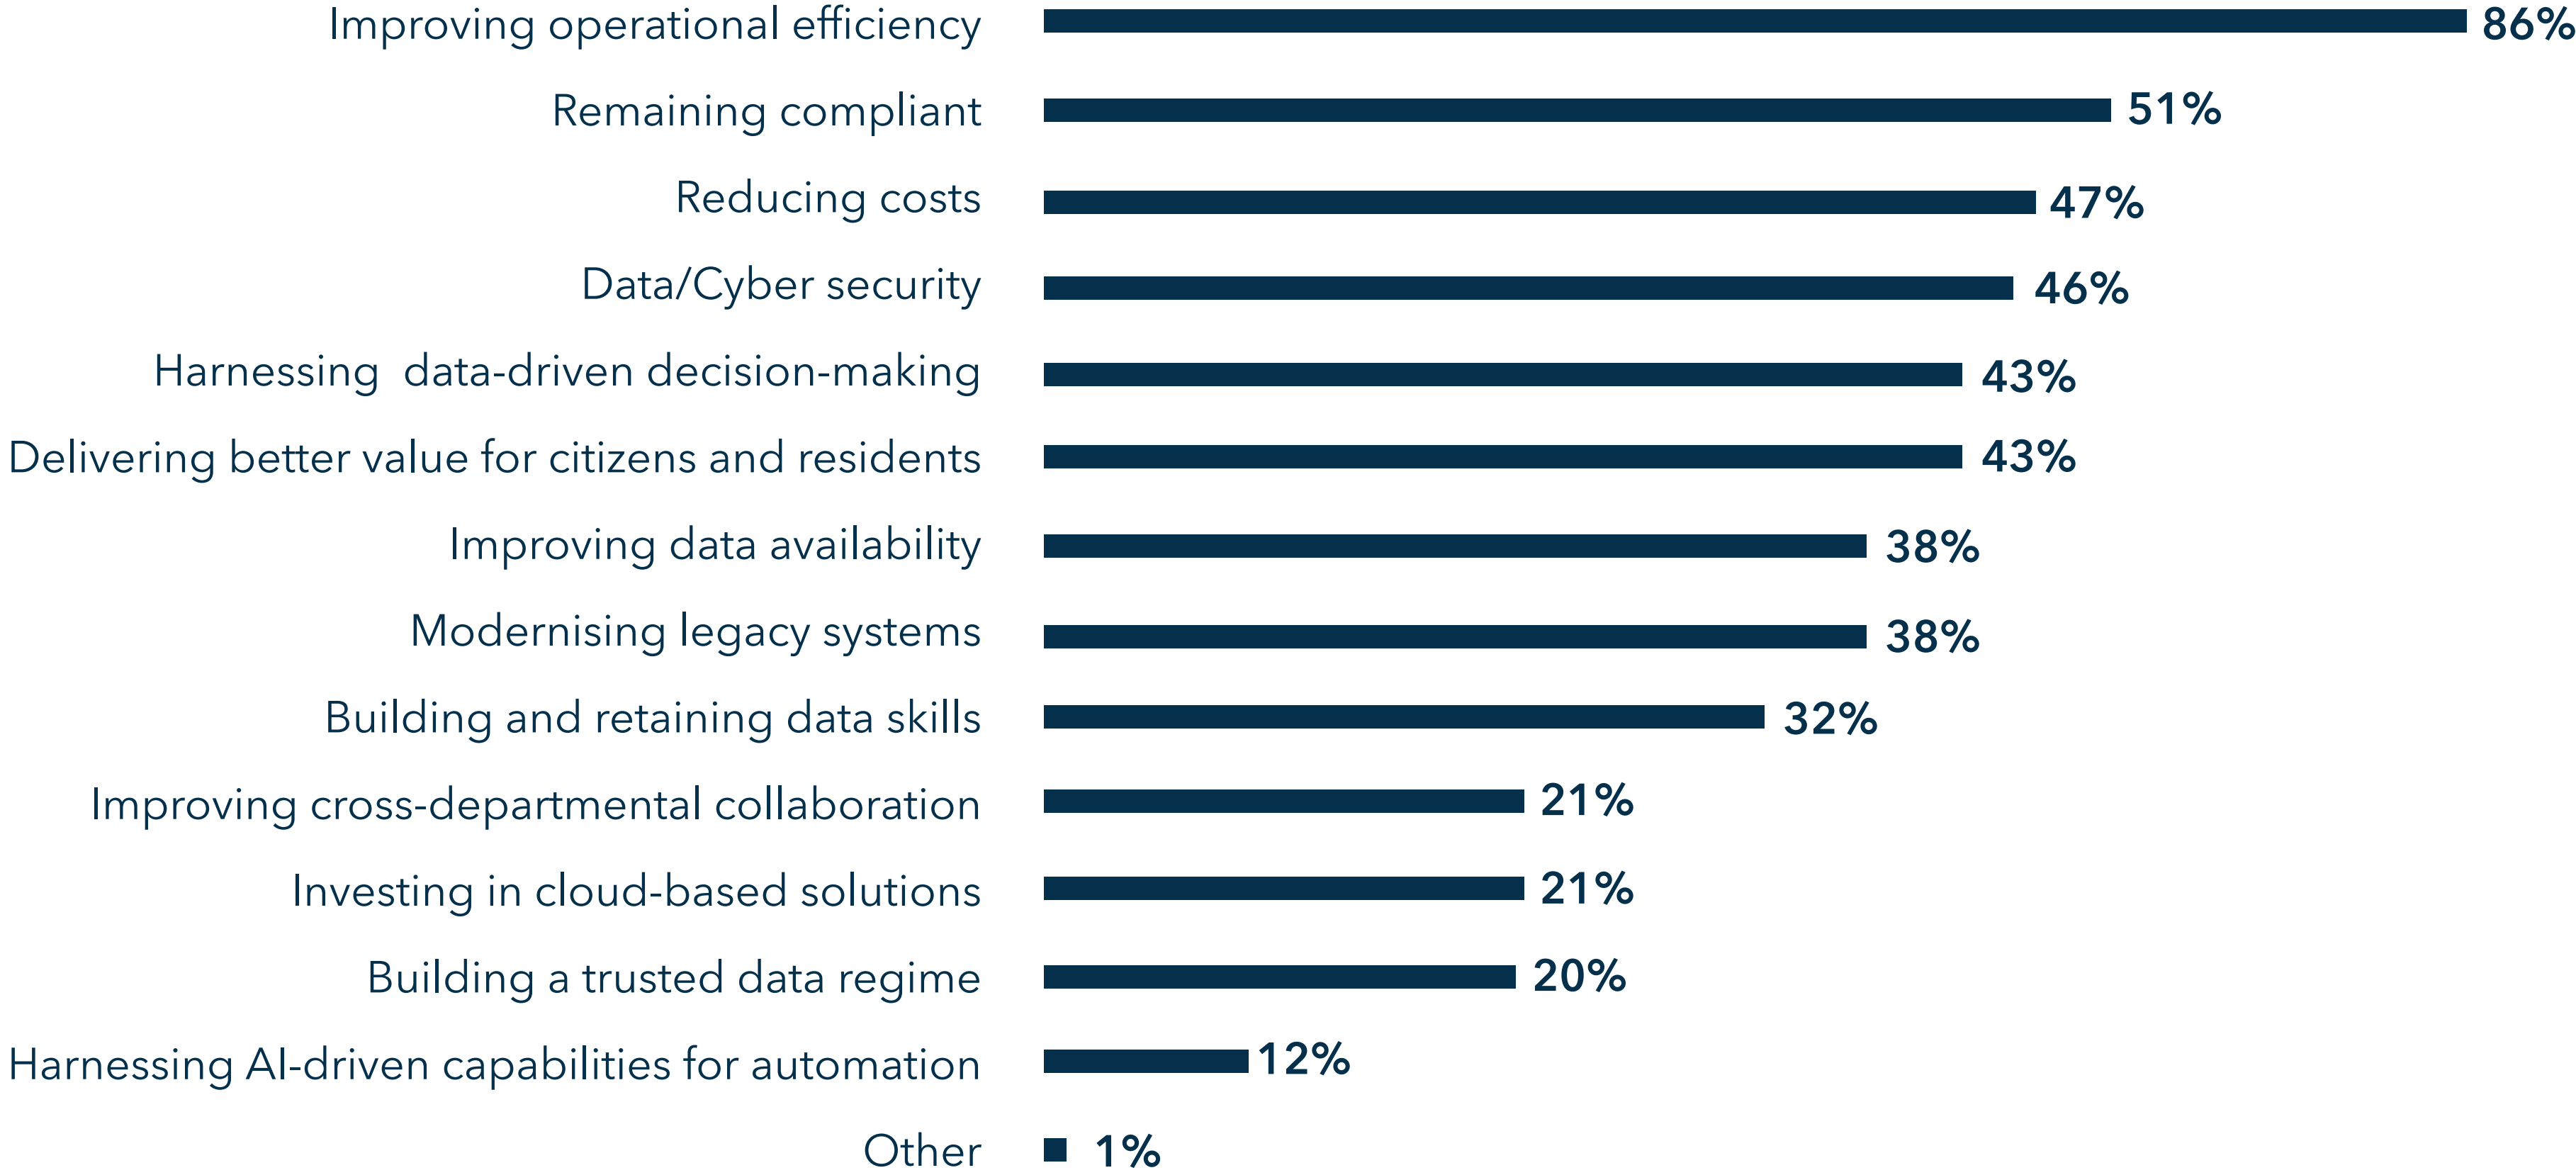 Improving operational efficiency 86%
Remaining compliant 51%
Reducing costs 47%
Data/Cyber security 46%
Harnessing  data-driven decision-making 43%
Delivering better value for citizens and residents 43%
Improving data availability 38%
Modernising legacy systems 38%
Building and retaining data skills 32%
Improving cross-departmental collaboration 21%
Investing in cloud-based solutions 21%
Building a trusted data regime 20%
Harnessing AI-driven capabilities for automation 12%
Other 1%